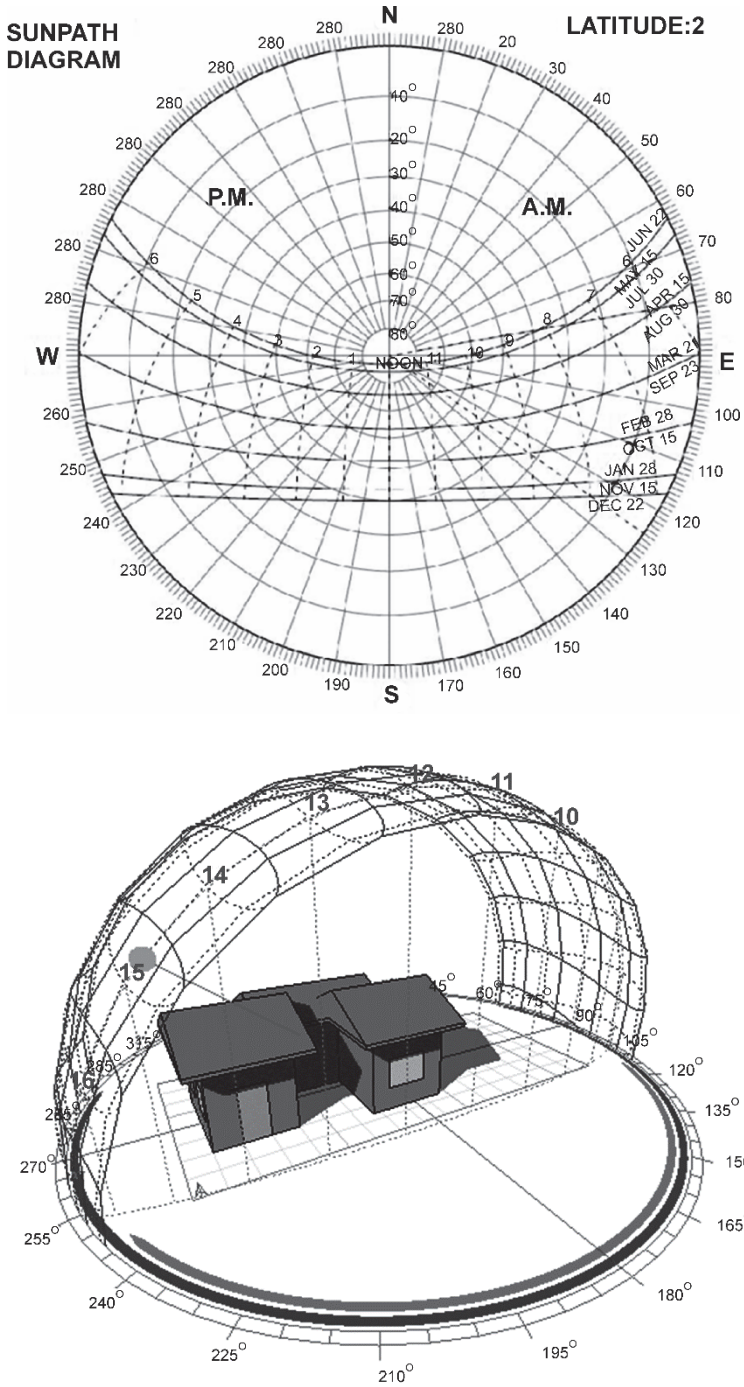 SUNPATH
DIAGRAM
LATITUDE:2
N
280 280 20
280 30
280 40
280 50
280 60
280 70
280 80
W E
260 100
250 110
240 120
230 130
220 140
210 150
200 160
190 170
S
P.M. A.M.
40°
20°
30°
40°
50°
60°
70°
80°
6 5 4 3 2 1 NOON 11 10 9 8 7 6
JUN 22
MAY 15
JUL 30
APR 15
AUG 30
MAR 21
SEP 23
FEB 28
OCT 15
JAN 28
NOV 15
DEC 22
12
11
13
10
14
15
16
45° 60° 75° 90° 105°
315°
285°
120°
135°
270°
165°
255°
240°
180°
225°
195°
210°